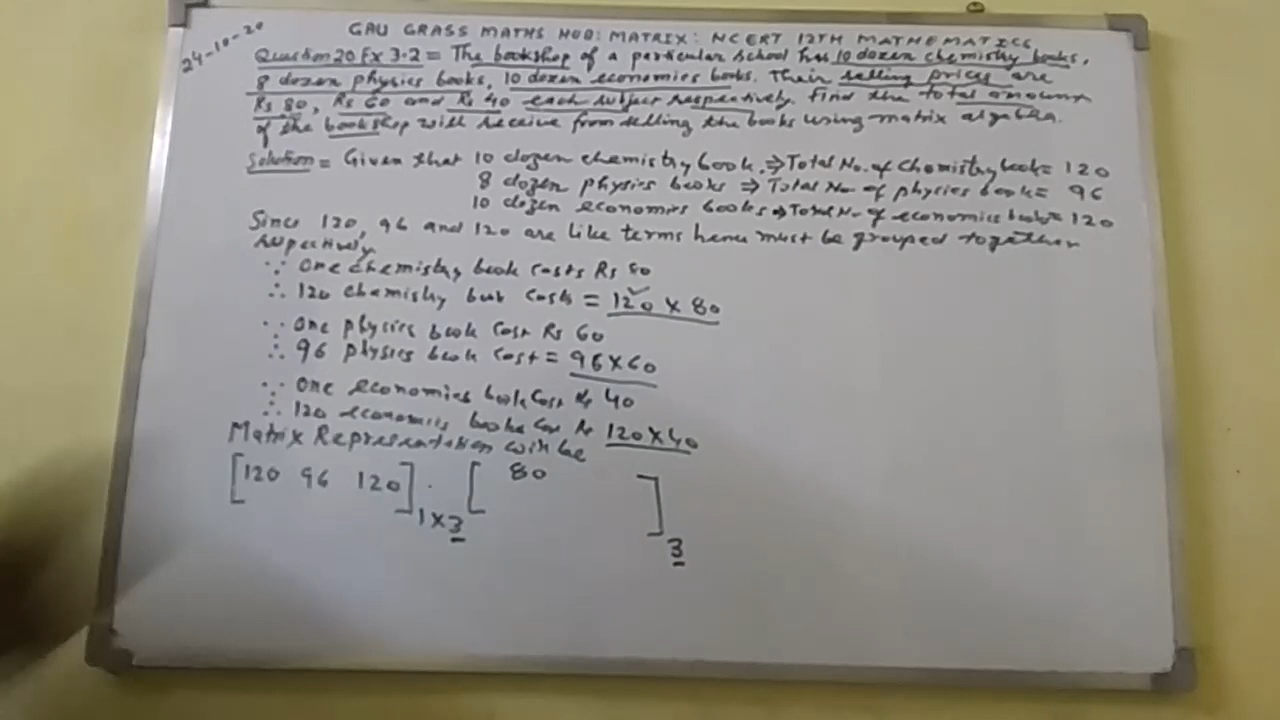 24-10-20
GAU GRASS MATHS HUB: MATRIX: NCERT 12TH MATHEMATICS
Question 20 Ex 3.2 = The bookshop of a particular school has 10 dozen chemistry books,
8 dozen physics books, 10 dozen economics books. Their selling prices are
Rs 80, Rs 60 and Rs 40 each subject respectively. Find the total amount
of the bookshop will receive from selling the books using matrix algebra.
Solution = Given that 10 dozen chemistry book. ⇒ Total No. of Chemistry book = 120
8 dozen physics books ⇒ Total No of physics book = 96
10 dozen economics books ⇒ Total No of economics book = 120
Since 120, 96 and 120 are like terms hence must be grouped together
respectively
∵ One chemistry book costs Rs 80
∴ 120 chemistry book costs = 120 × 80
∵ One physics book cost Rs 60
∴ 96 physics book cost = 96×60
∵ One economics book cost Rs 40
∴ 120 economics books cost Rs 120×40
Matrix Representation will be
[120 96 120] 1×3 . [80 ] 3